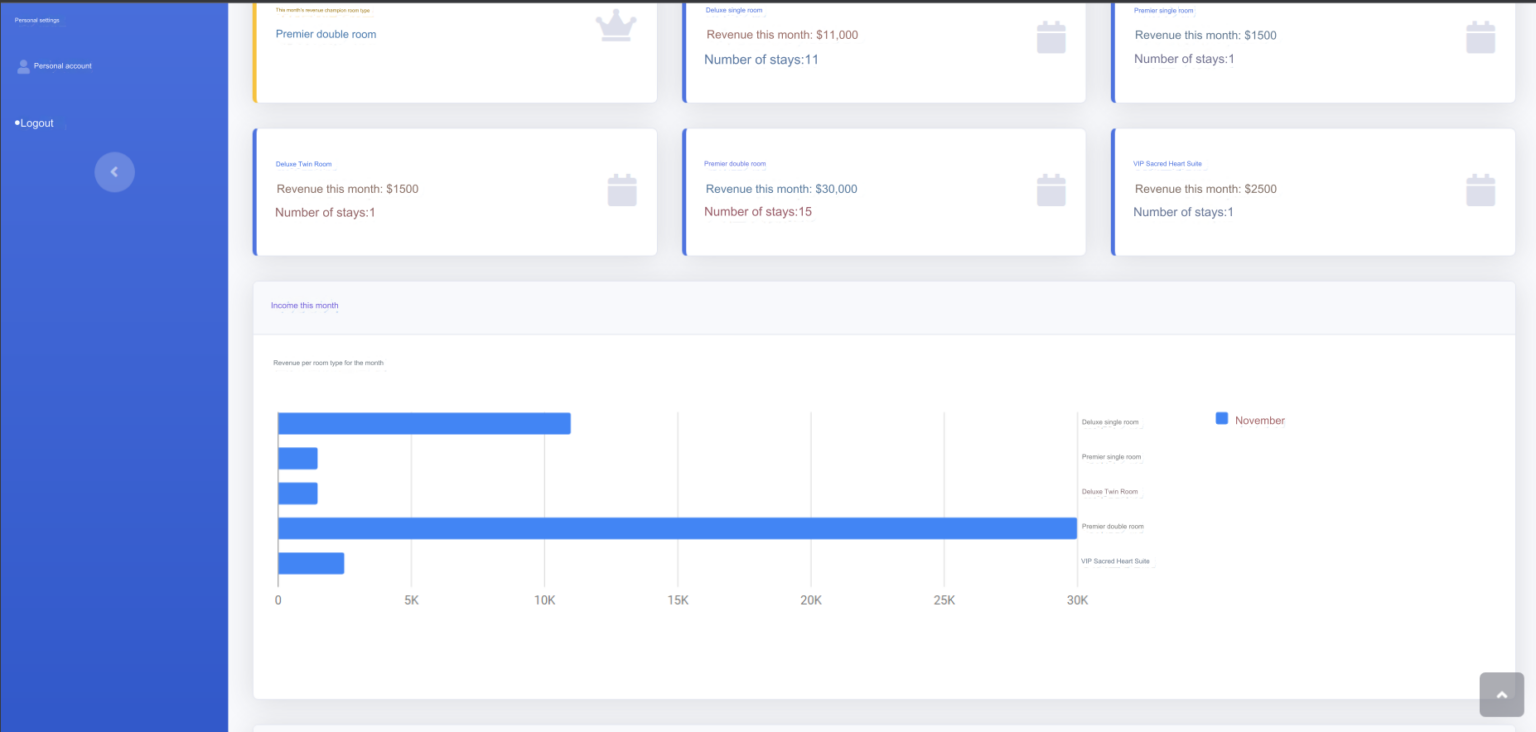 Personal settings
Personal account
Logout
This month's revenue champion room type
Premier double room
Deluxe single room
Revenue this month: $11,000
Number of stays:11
Premier single room
Revenue this month: $1500
Number of stays:1
Deluxe Twin Room
Revenue this month: $1500
Number of stays:1
Premier double room
Revenue this month: $30,000
Number of stays:15
VIP Sacred Heart Suite
Revenue this month: $2500
Number of stays:1
Income this month
Revenue per room type for the month
Deluxe single room
Premier single room
Deluxe Twin Room
Premier double room
VIP Sacred Heart Suite
November
0 5K 10K 15K 20K 25K 30K